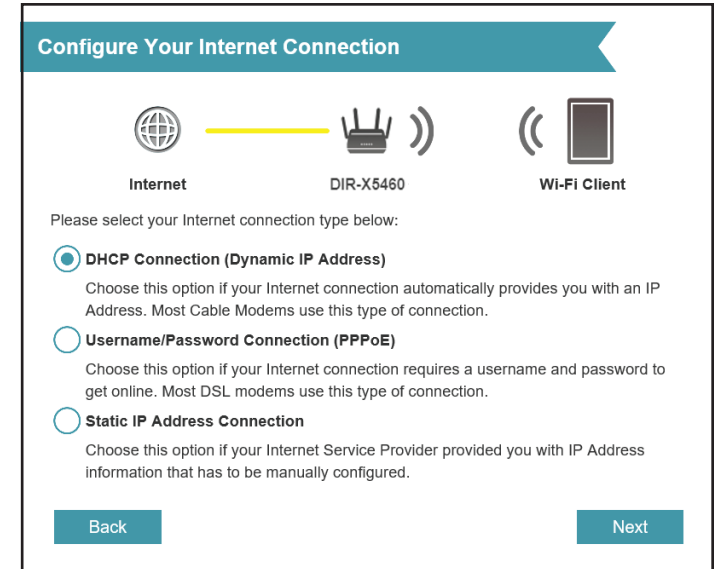 Configure Your Internet Connection
Internet
DIR-X5460
Wi-Fi Client
Please select your Internet connection type below:
DHCP Connection (Dynamic IP Address)
Choose this option if your Internet connection automatically provides you with an IP
Address. Most Cable Modems use this type of connection.
Username/Password Connection (PPPoE)
Choose this option if your Internet connection requires a username and password to
get online. Most DSL modems use this type of connection.
Static IP Address Connection
Choose this option if your Internet Service Provider provided you with IP Address
information that has to be manually configured.
Back
Next